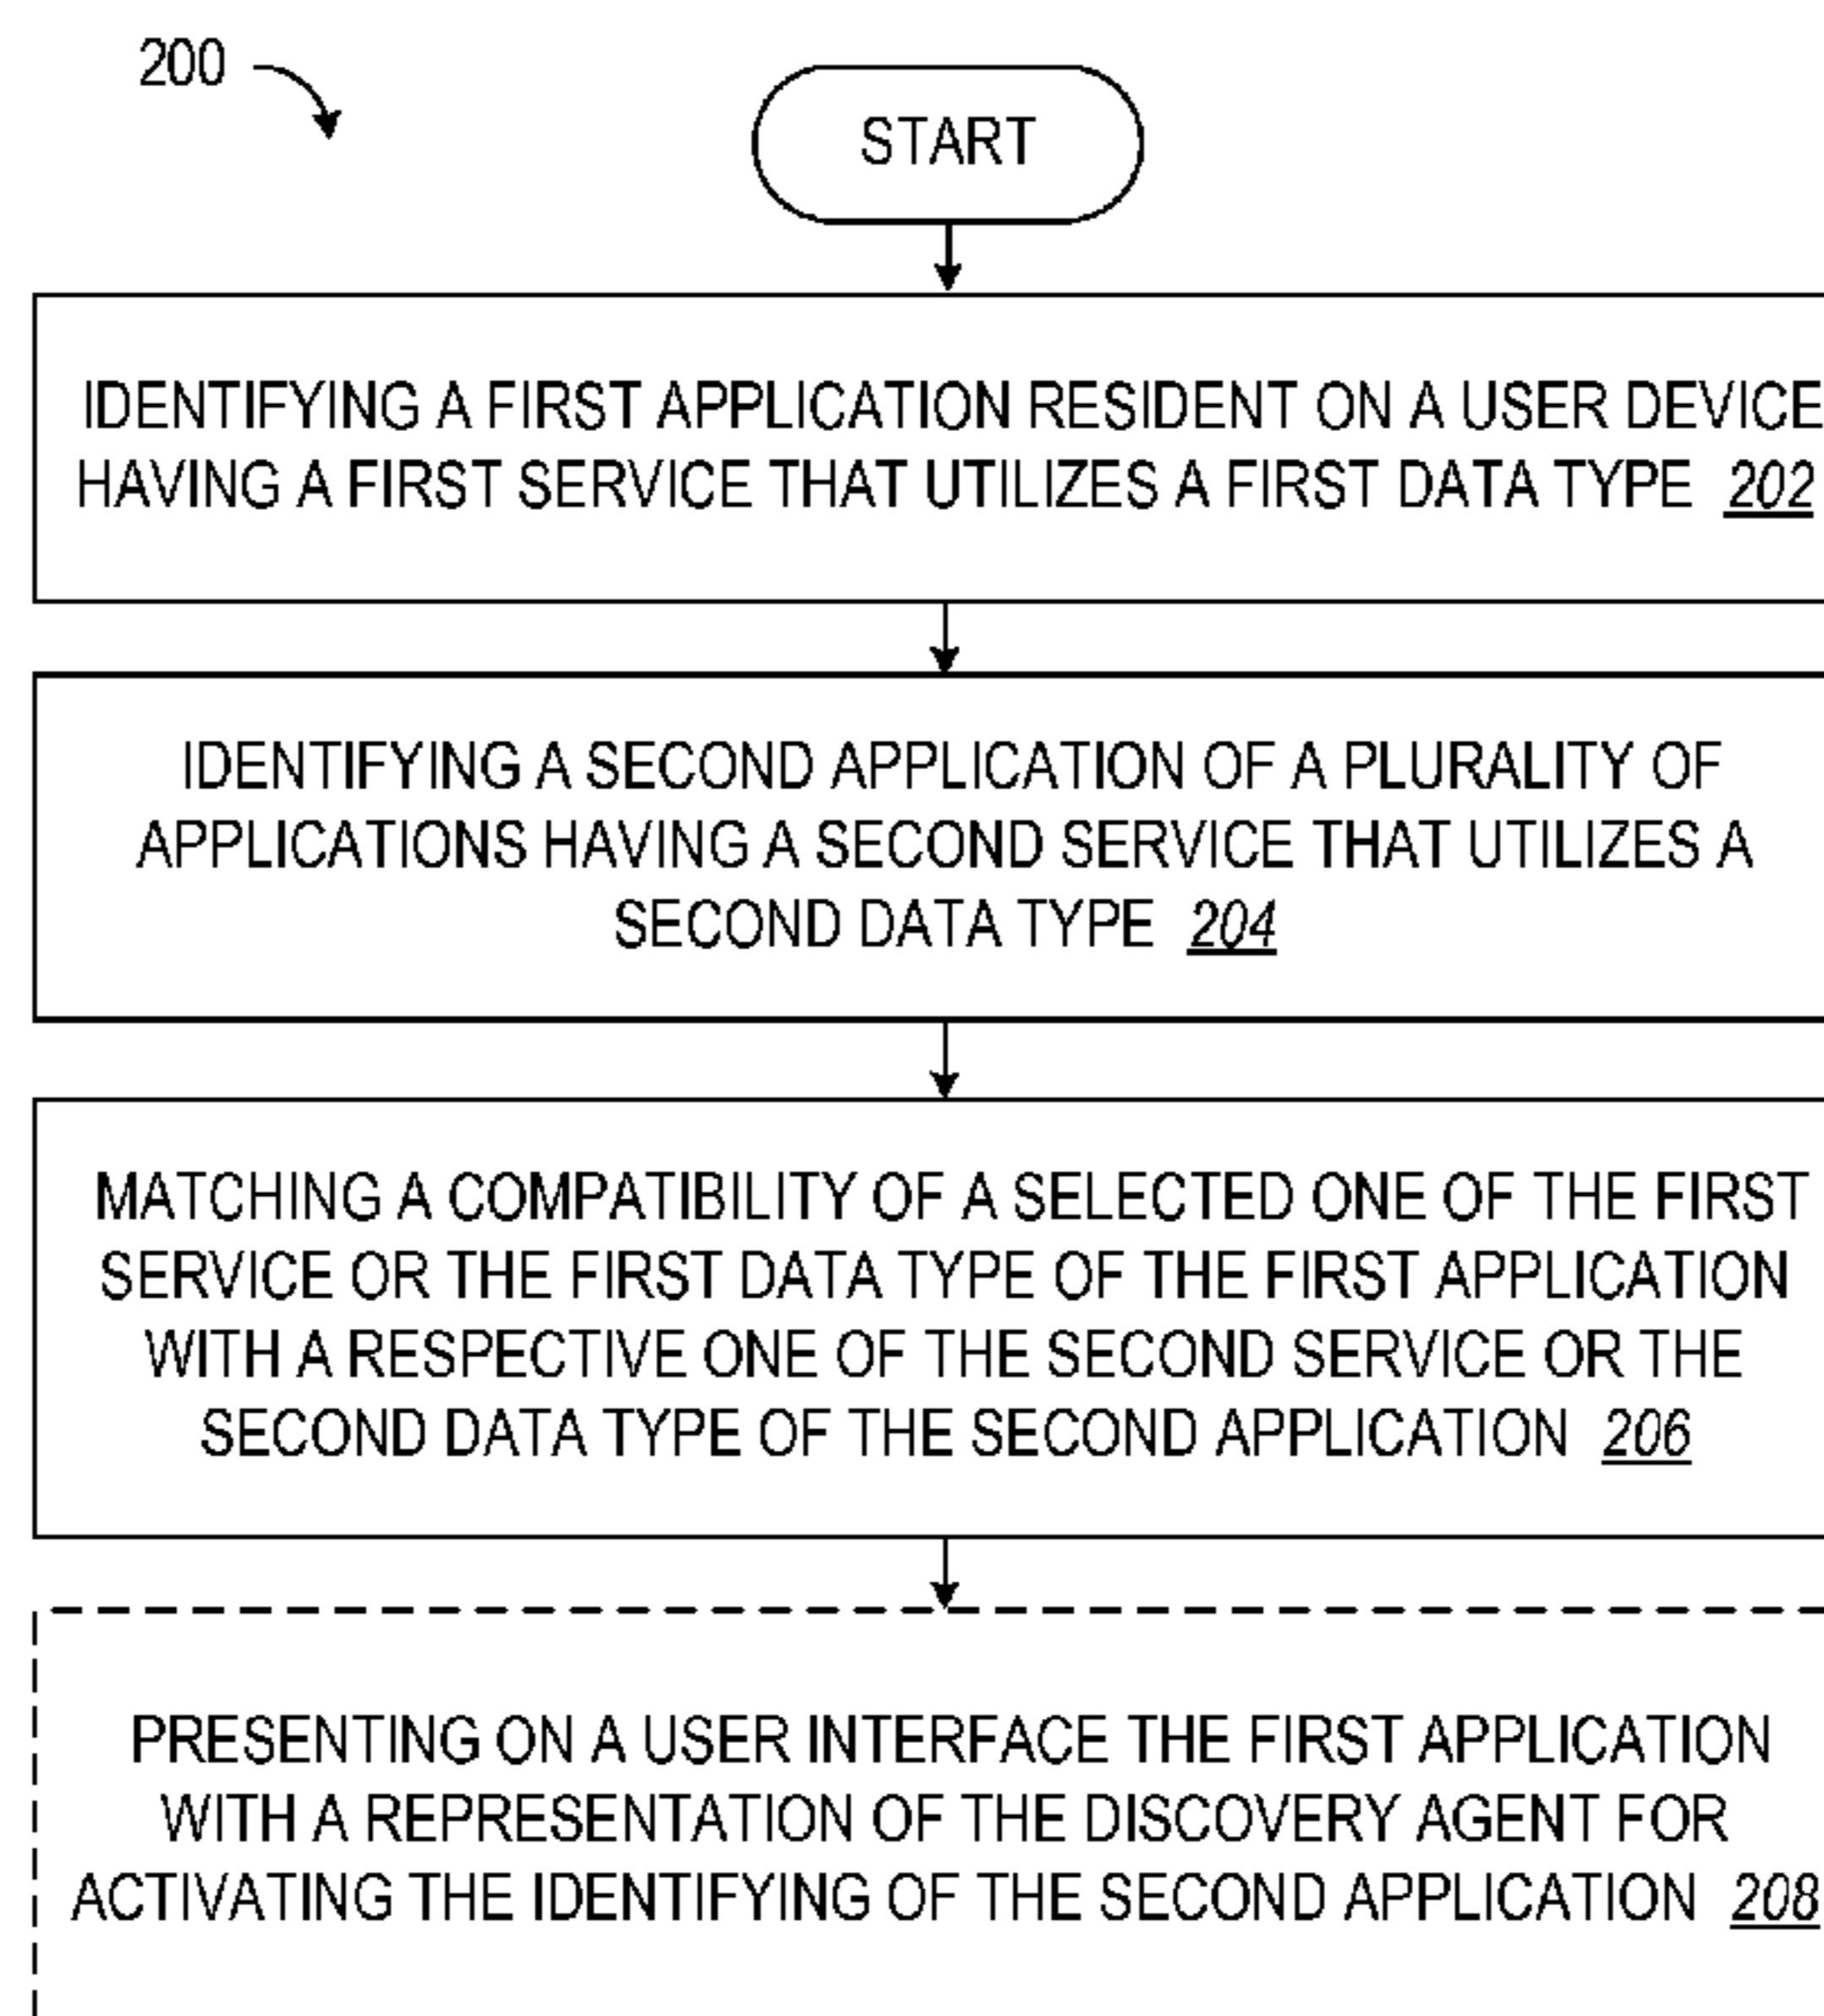 200
START
IDENTIFYING A FIRST APPLICATION RESIDENT ON A USER DEVICE
HAVING A FIRST SERVICE THAT UTILIZES A FIRST DATA TYPE 202
IDENTIFYING A SECOND APPLICATION OF A PLURALITY OF
APPLICATIONS HAVING A SECOND SERVICE THAT UTILIZES A
SECOND DATA TYPE 204
MATCHING A COMPATIBILITY OF A SELECTED ONE OF THE FIRST
SERVICE OR THE FIRST DATA TYPE OF THE FIRST APPLICATION
WITH A RESPECTIVE ONE OF THE SECOND SERVICE OR THE
SECOND DATA TYPE OF THE SECOND APPLICATION 206
PRESENTING ON A USER INTERFACE THE FIRST APPLICATION
WITH A REPRESENTATION OF THE DISCOVERY AGENT FOR
ACTIVATING THE IDENTIFYING OF THE SECOND APPLICATION 208